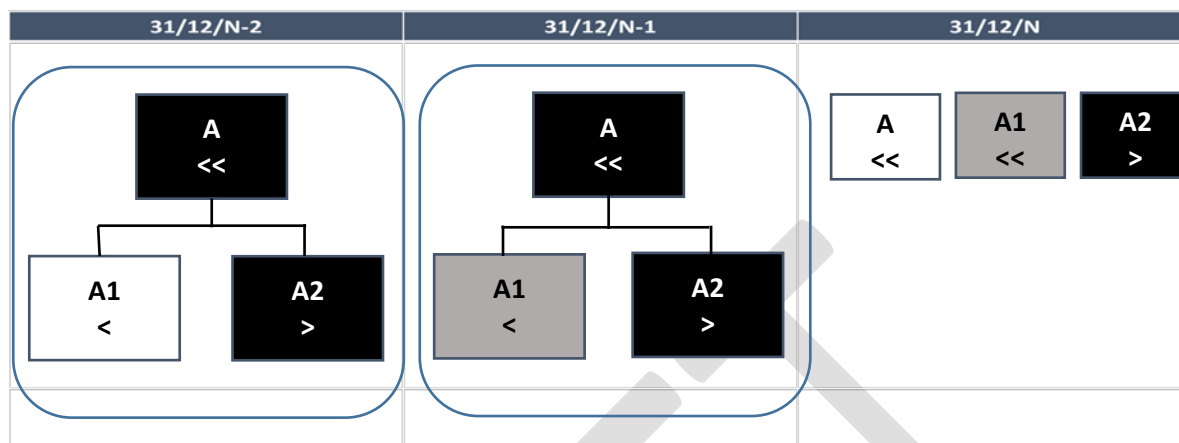 31/12/N-2 31/12/N-1 31/12/N
A
<<
A1
<
A2
>
A
<<
A1
<
A2
>
A
<<
A1
<<
A2
>